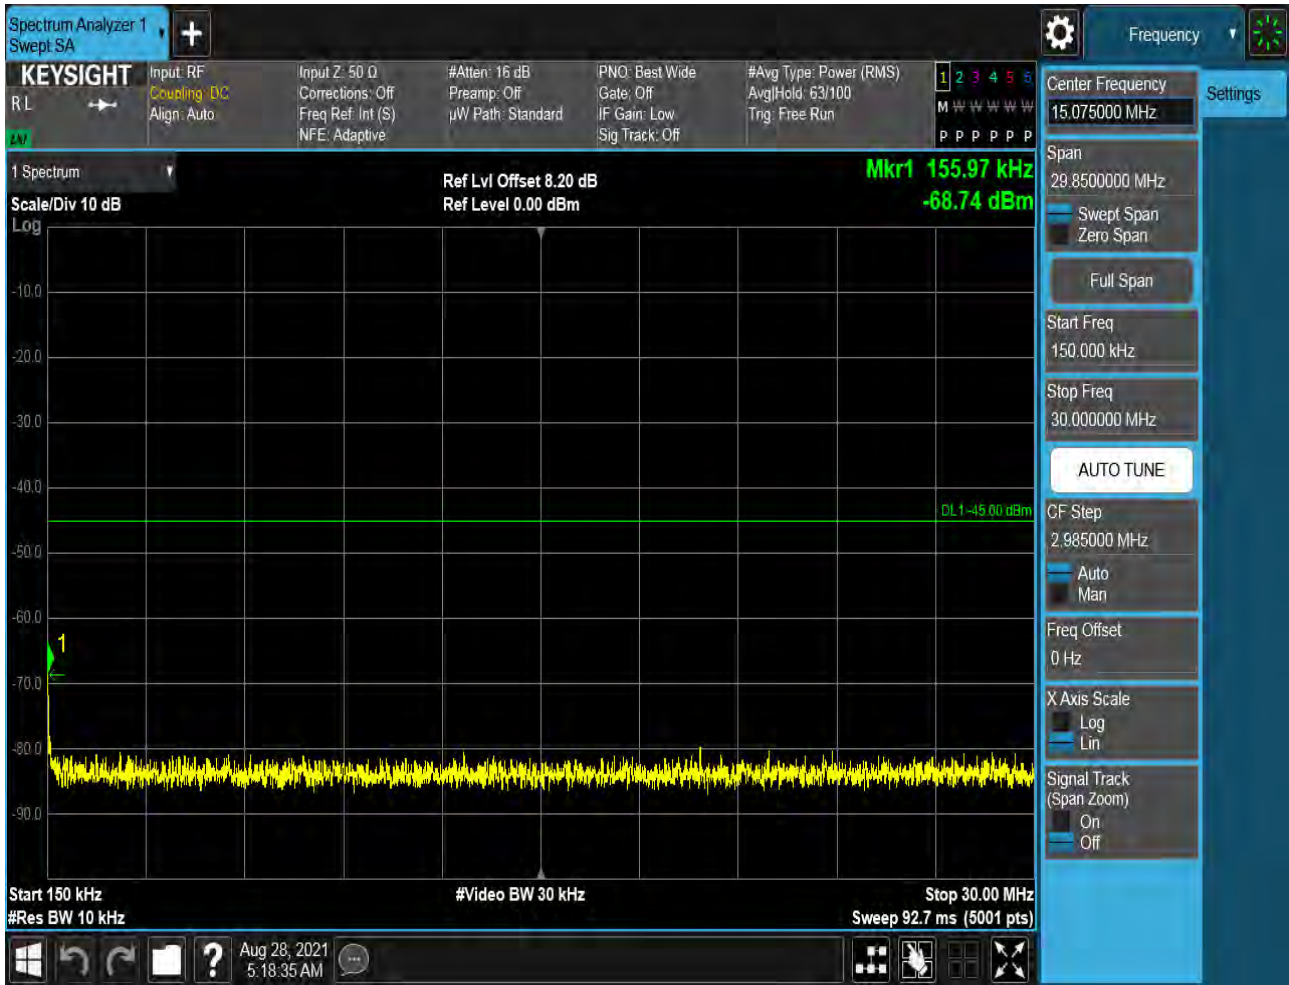 Spectrum Analyzer 1
Swept SA
Frequency
KEYSIGHT
R L
LNI
Input: RF
Coupling: DC
Align: Auto
Input Z: 50 Ω
Corrections: Off
Freq Ref: Int (S)
NFE: Adaptive
#Atten: 16 dB
Preamp: Off
µW Path: Standard
PNO: Best Wide
Gate: Off
IF Gain: Low
Sig Track: Off
#Avg Type: Power (RMS)
Avg|Hold: 63/100
Trig: Free Run
1 2 3 4 5 6
M W W W W W
P P P P P P
1 Spectrum
Scale/Div 10 dB
Log
Ref Lvl Offset 8.20 dB
Ref Level 0.00 dBm
Mkr1 155.97 kHz
-68.74 dBm
-10.0
-20.0
-30.0
-40.0
DL1 -45.00 dBm
-50.0
-60.0
1
-70.0
-80.0
-90.0
Start 150 kHz
#Res BW 10 kHz
#Video BW 30 kHz
Stop 30.00 MHz
Sweep 92.7 ms (5001 pts)
Center Frequency
15.075000 MHz
Settings
Span
29.8500000 MHz
Swept Span
Zero Span
Full Span
Start Freq
150.000 kHz
Stop Freq
30.000000 MHz
AUTO TUNE
CF Step
2.985000 MHz
Auto
Man
Freq Offset
0 Hz
X Axis Scale
Log
Lin
Signal Track
(Span Zoom)
On
Off
?
Aug 28, 2021
5:18:35 AM